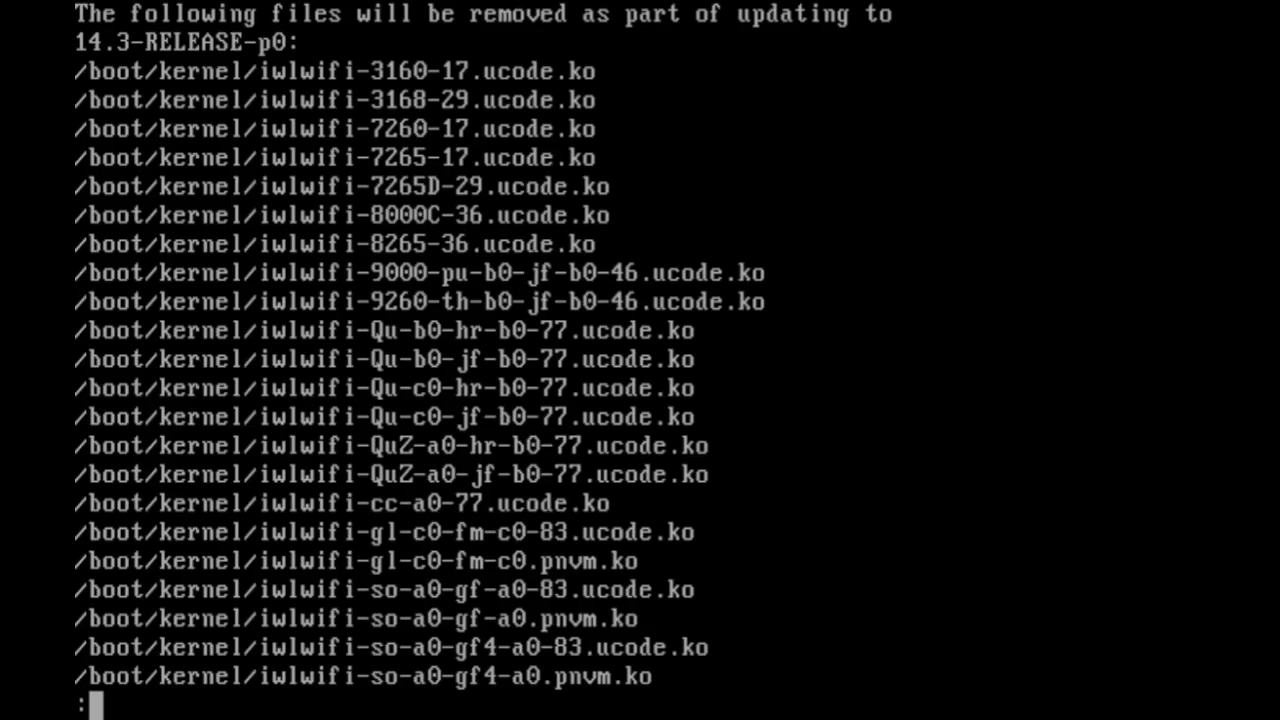 The following files will be removed as part of updating to
14.3-RELEASE-p0:
/boot/kernel/iwlwifi-3160-17.ucode.ko
/boot/kernel/iwlwifi-3168-29.ucode.ko
/boot/kernel/iwlwifi-7260-17.ucode.ko
/boot/kernel/iwlwifi-7265-17.ucode.ko
/boot/kernel/iwlwifi-7265D-29.ucode.ko
/boot/kernel/iwlwifi-8000C-36.ucode.ko
/boot/kernel/iwlwifi-8265-36.ucode.ko
/boot/kernel/iwlwifi-9000-pu-b0-jf-b0-46.ucode.ko
/boot/kernel/iwlwifi-9260-th-b0-jf-b0-46.ucode.ko
/boot/kernel/iwlwifi-Qu-b0-hr-b0-77.ucode.ko
/boot/kernel/iwlwifi-Qu-b0-jf-b0-77.ucode.ko
/boot/kernel/iwlwifi-Qu-c0-hr-b0-77.ucode.ko
/boot/kernel/iwlwifi-Qu-c0-jf-b0-77.ucode.ko
/boot/kernel/iwlwifi-QuZ-a0-hr-b0-77.ucode.ko
/boot/kernel/iwlwifi-QuZ-a0-jf-b0-77.ucode.ko
/boot/kernel/iwlwifi-cc-a0-77.ucode.ko
/boot/kernel/iwlwifi-gl-c0-fm-c0-83.ucode.ko
/boot/kernel/iwlwifi-gl-c0-fm-c0.pnvm.ko
/boot/kernel/iwlwifi-so-a0-gf-a0-83.ucode.ko
/boot/kernel/iwlwifi-so-a0-gf-a0.pnvm.ko
/boot/kernel/iwlwifi-so-a0-gf4-a0-83.ucode.ko
/boot/kernel/iwlwifi-so-a0-gf4-a0.pnvm.ko
: